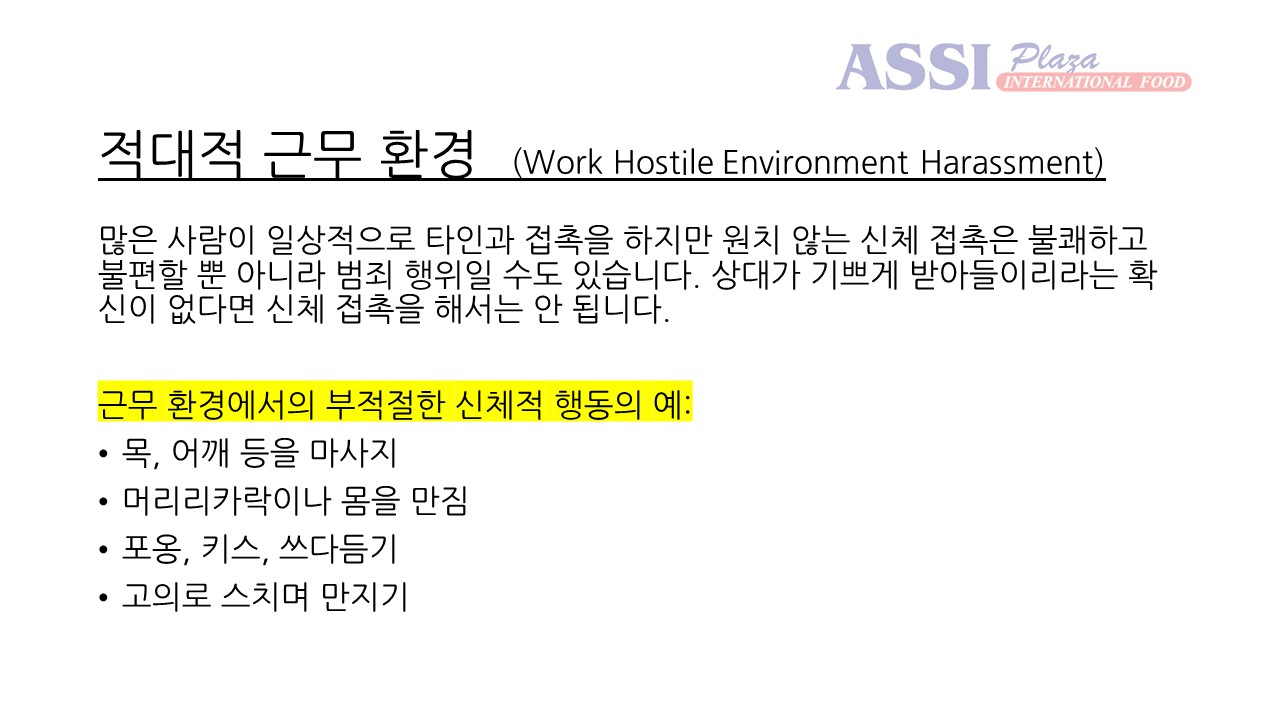 ASSI Plaza
INTERNATIONAL FOOD
적대적 근무 환경 (Work Hostile Environment Harassment)
많은 사람이 일상적으로 타인과 접촉을 하지만 원치 않는 신체 접촉은 불쾌하고
불편할 뿐 아니라 범죄 행위일 수도 있습니다. 상대가 기쁘게 받아들이리라는 확
신이 없다면 신체 접촉을 해서는 안 됩니다.
근무 환경에서의 부적절한 신체적 행동의 예:
• 목, 어깨 등을 마사지
• 머리리카락이나 몸을 만짐
• 포옹, 키스, 쓰다듬기
• 고의로 스치며 만지기